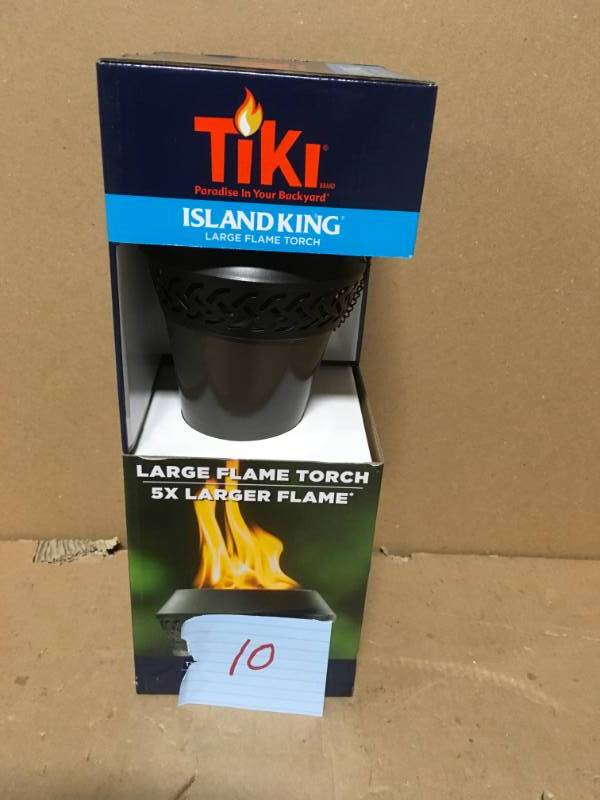 TiKi® BRAND
Paradise In Your Backyard®
ISLAND KING®
LARGE FLAME TORCH
LARGE FLAME TORCH
5X LARGER FLAME*
10